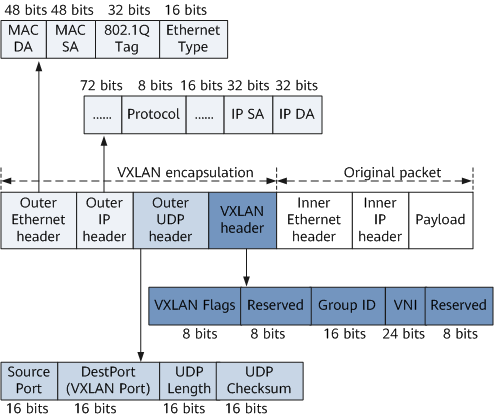 48 bits 48 bits 32 bits 16 bits
MAC DA MAC SA 802.1Q Tag Ethernet Type
72 bits 8 bits 16 bits 32 bits 32 bits
...... Protocol ...... IP SA IP DA
VXLAN encapsulation Original packet
Outer Ethernet header Outer IP header Outer UDP header VXLAN header Inner Ethernet header Inner IP header Payload
VXLAN Flags Reserved Group ID VNI Reserved
8 bits 8 bits 16 bits 24 bits 8 bits
Source Port DestPort (VXLAN Port) UDP Length UDP Checksum
16 bits 16 bits 16 bits 16 bits